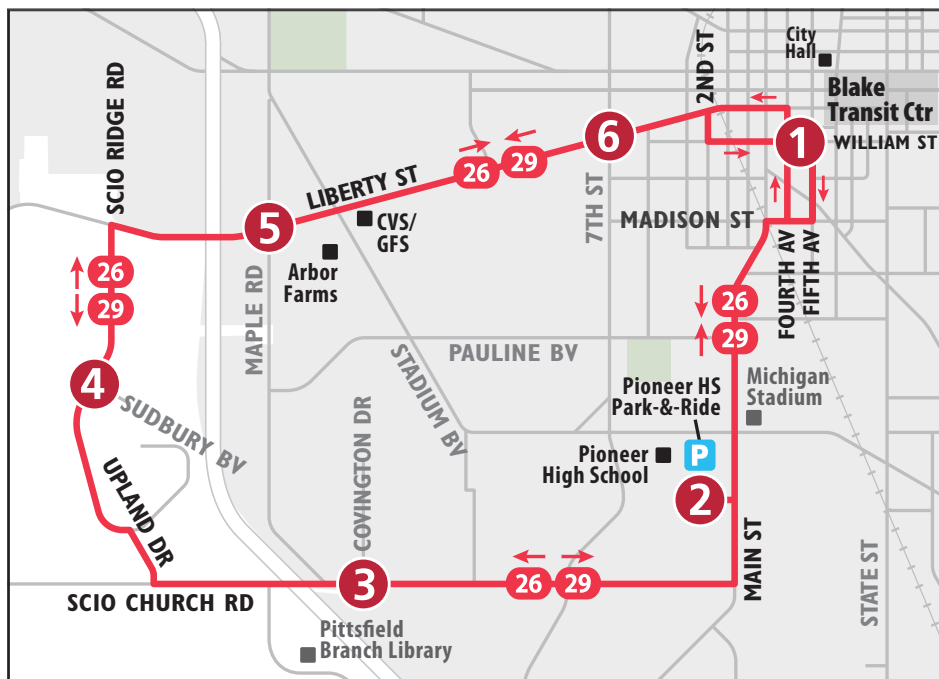 City
Hall
2ND ST
Blake
Transit Ctr
1
WILLIAM ST
6
26
29
LIBERTY ST
7TH ST
SCIO RIDGE RD
5
CVS/
GFS
Arbor
Farms
MADISON ST
FOURTH AV
FIFTH AV
26
29
MAPLE RD
26
29
PAULINE BV
STADIUM BV
4
SUDBURY BV
Pioneer HS
Park-&-Ride
Michigan
Stadium
P
Pioneer
High School
2
UPLAND DR
COVINGTON DR
MAIN ST
STATE ST
3
26
29
SCIO CHURCH RD
Pittsfield
Branch Library